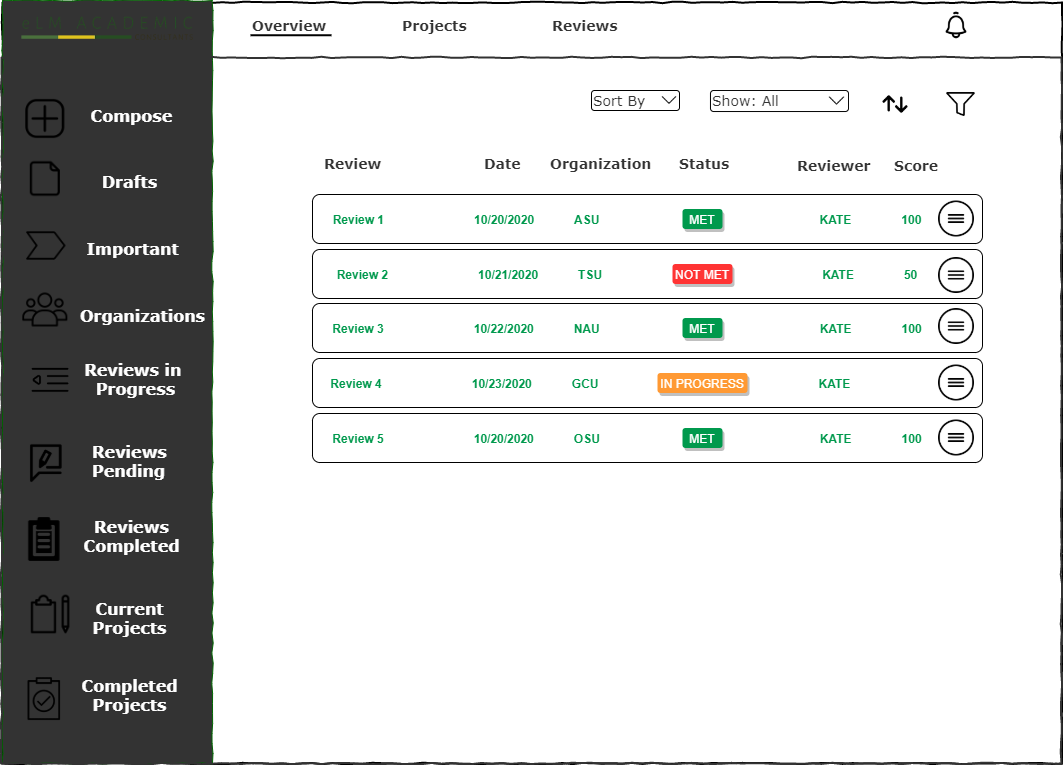 eLM ACADEMIC
Overview Projects Reviews
Sort By Show: All
Compose
Drafts
Important
Organizations
Reviews in
Progress
Reviews
Pending
Reviews
Completed
Current
Projects
Completed
Projects
Review Date Organization Status Reviewer Score
Review 1 10/20/2020 ASU MET KATE 100
Review 2 10/21/2020 TSU NOT MET KATE 50
Review 3 10/22/2020 NAU MET KATE 100
Review 4 10/23/2020 GCU IN PROGRESS KATE
Review 5 10/20/2020 OSU MET KATE 100